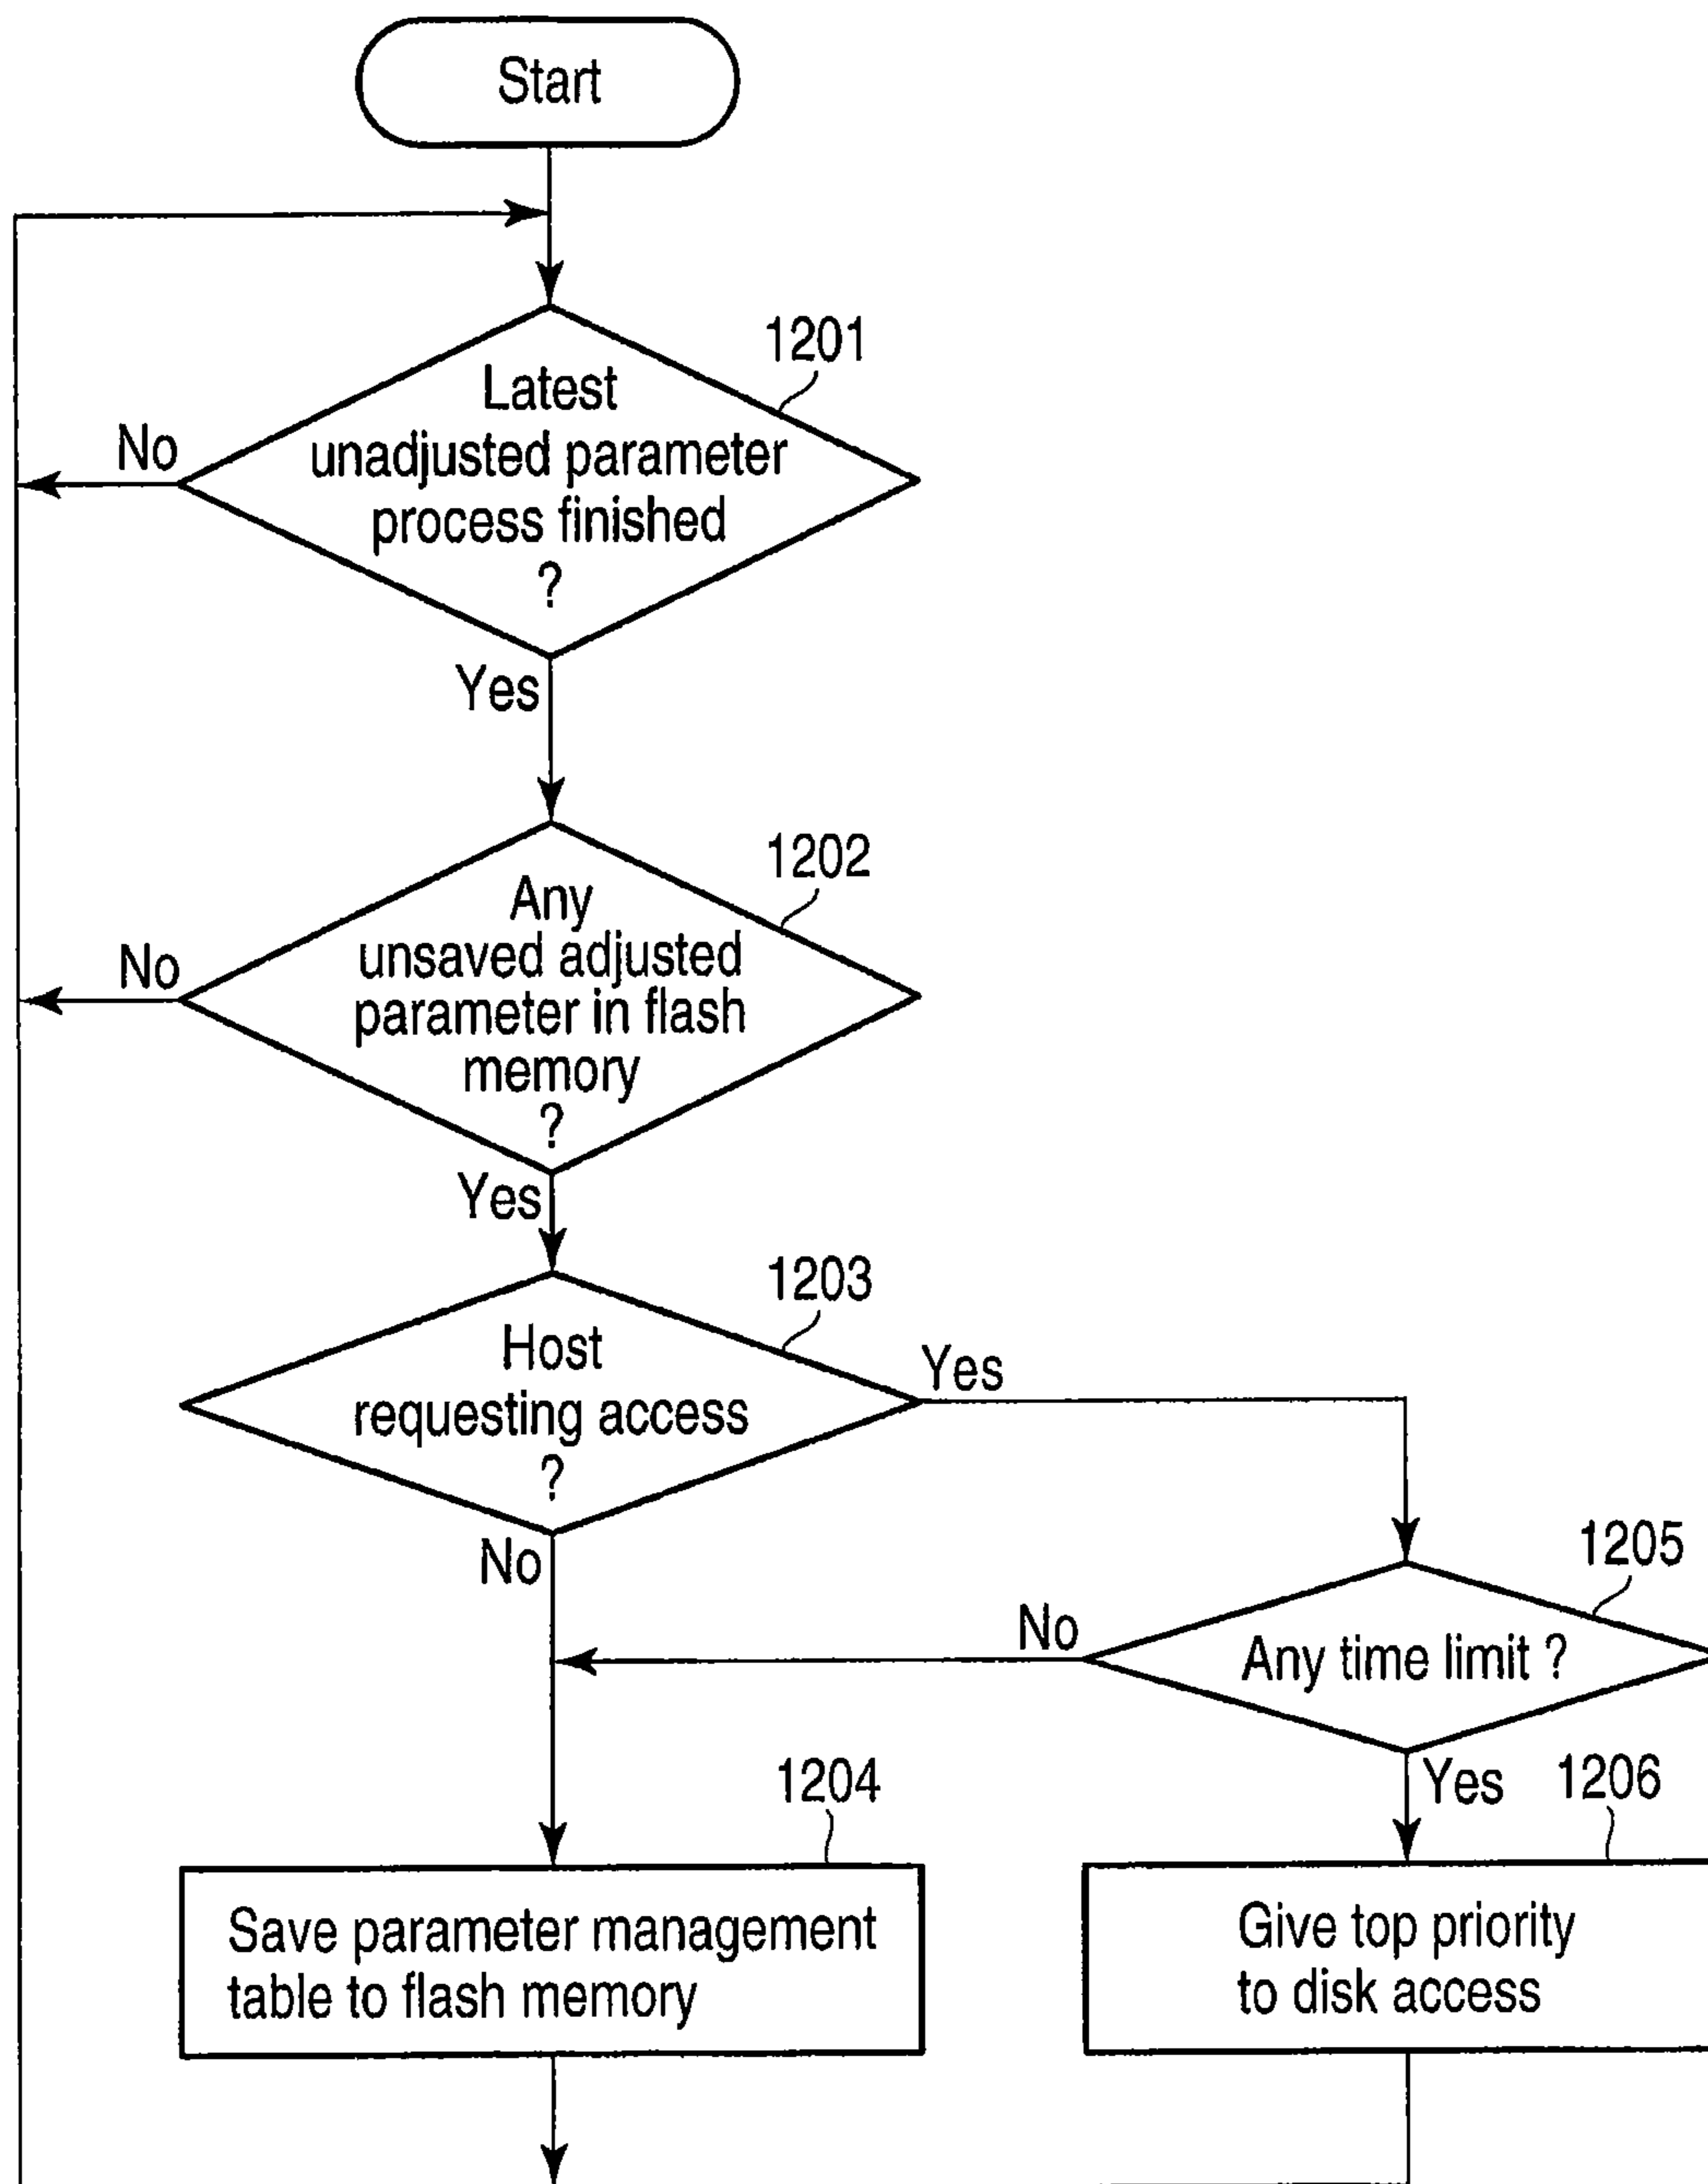 Start
1201
Latest
unadjusted parameter
process finished
?
No
Yes
1202
Any
unsaved adjusted
parameter in flash
memory
?
No
Yes
1203
Host
requesting access
?
Yes
No
1205
Any time limit ?
No
Yes
1204
Save parameter management
table to flash memory
1206
Give top priority
to disk access